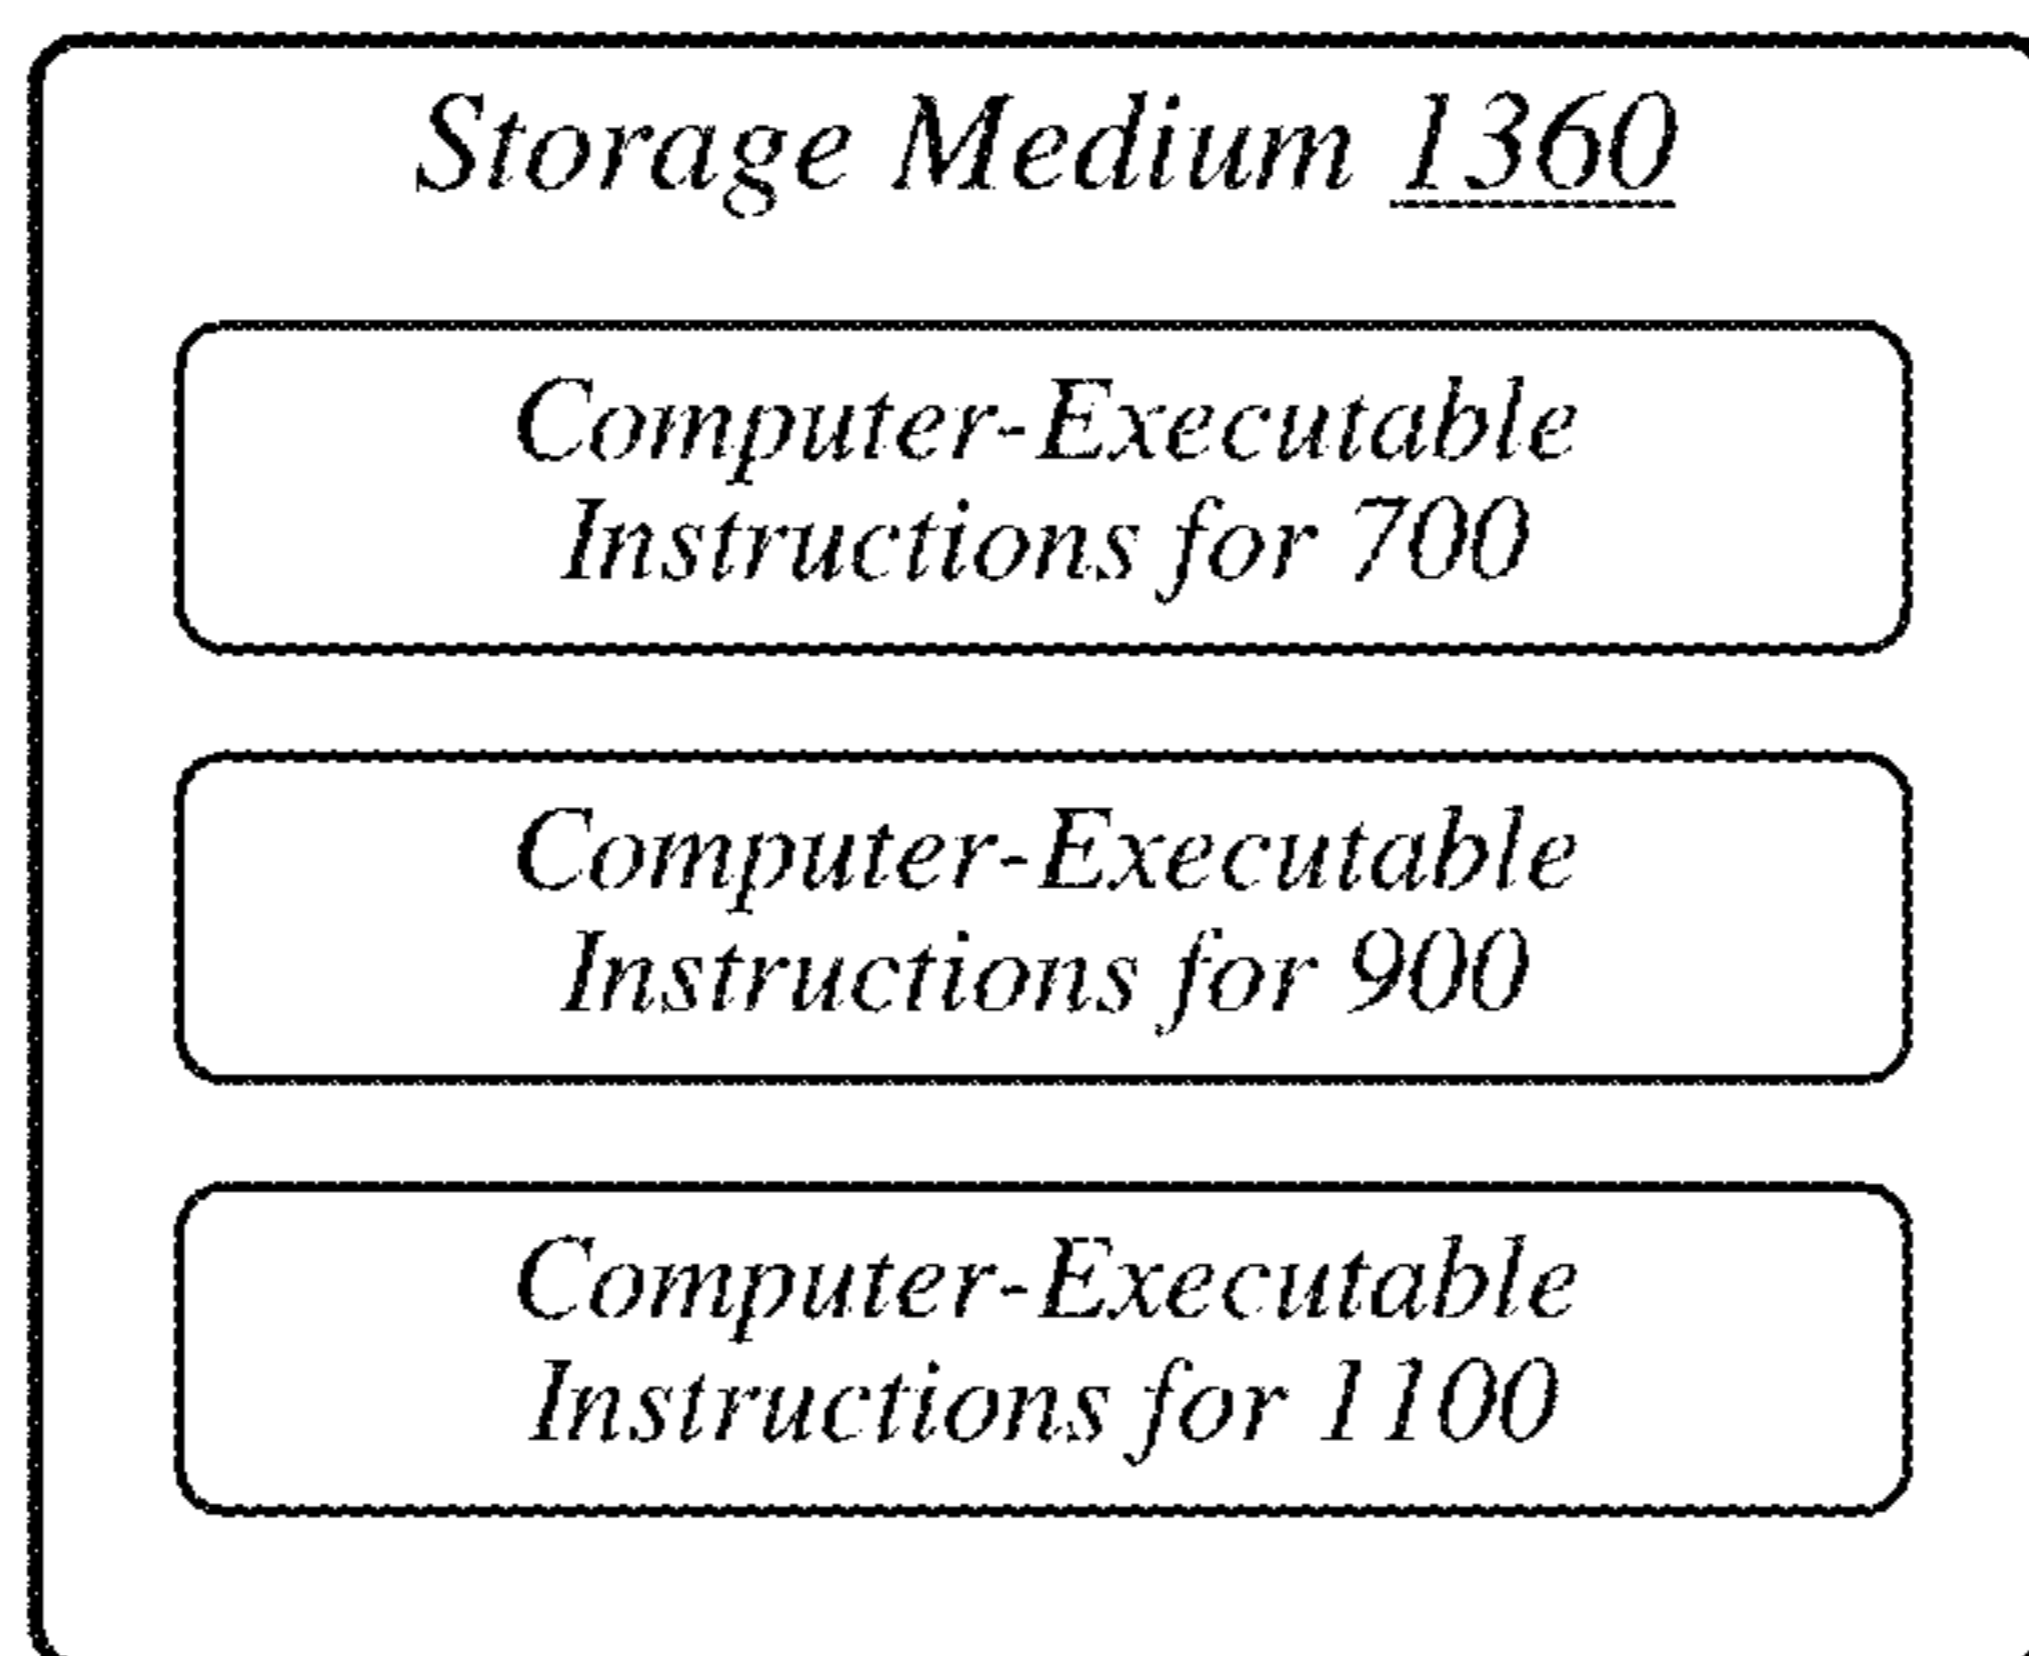 Storage Medium 1360
Computer-Executable
Instructions for 700
Computer-Executable
Instructions for 900
Computer-Executable
Instructions for 1100